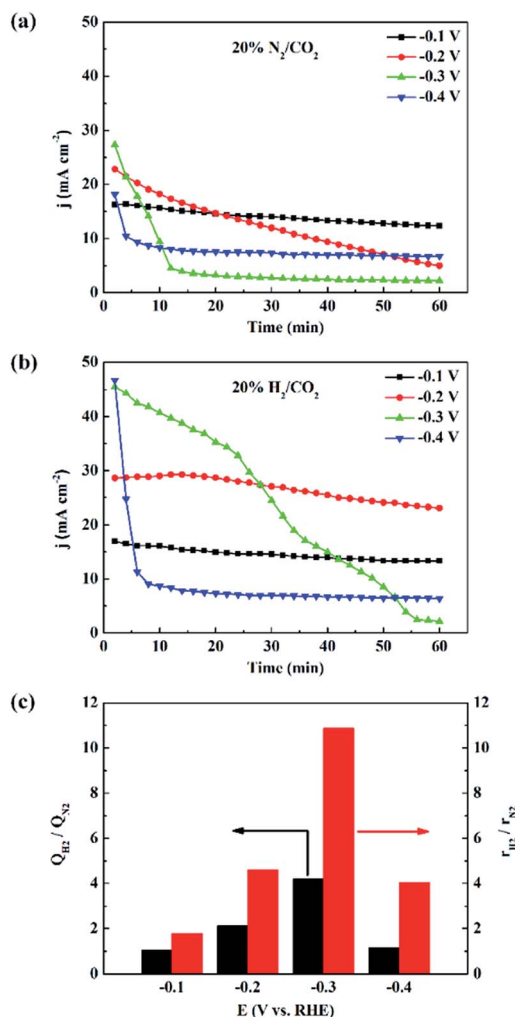 (a)
20% N2/CO2
-0.1 V
-0.2 V
-0.3 V
-0.4 V
j (mA cm-2)
50
40
30
20
10
0
0 10 20 30 40 50 60
Time (min)
(b)
20% H2/CO2
-0.1 V
-0.2 V
-0.3 V
-0.4 V
j (mA cm-2)
50
40
30
20
10
0
0 10 20 30 40 50 60
Time (min)
(c)
QH2 / QN2
12
10
8
6
4
2
0
12
10
8
6
4
2
0
rH2 / rN2
-0.1 -0.2 -0.3 -0.4
E (V vs. RHE)